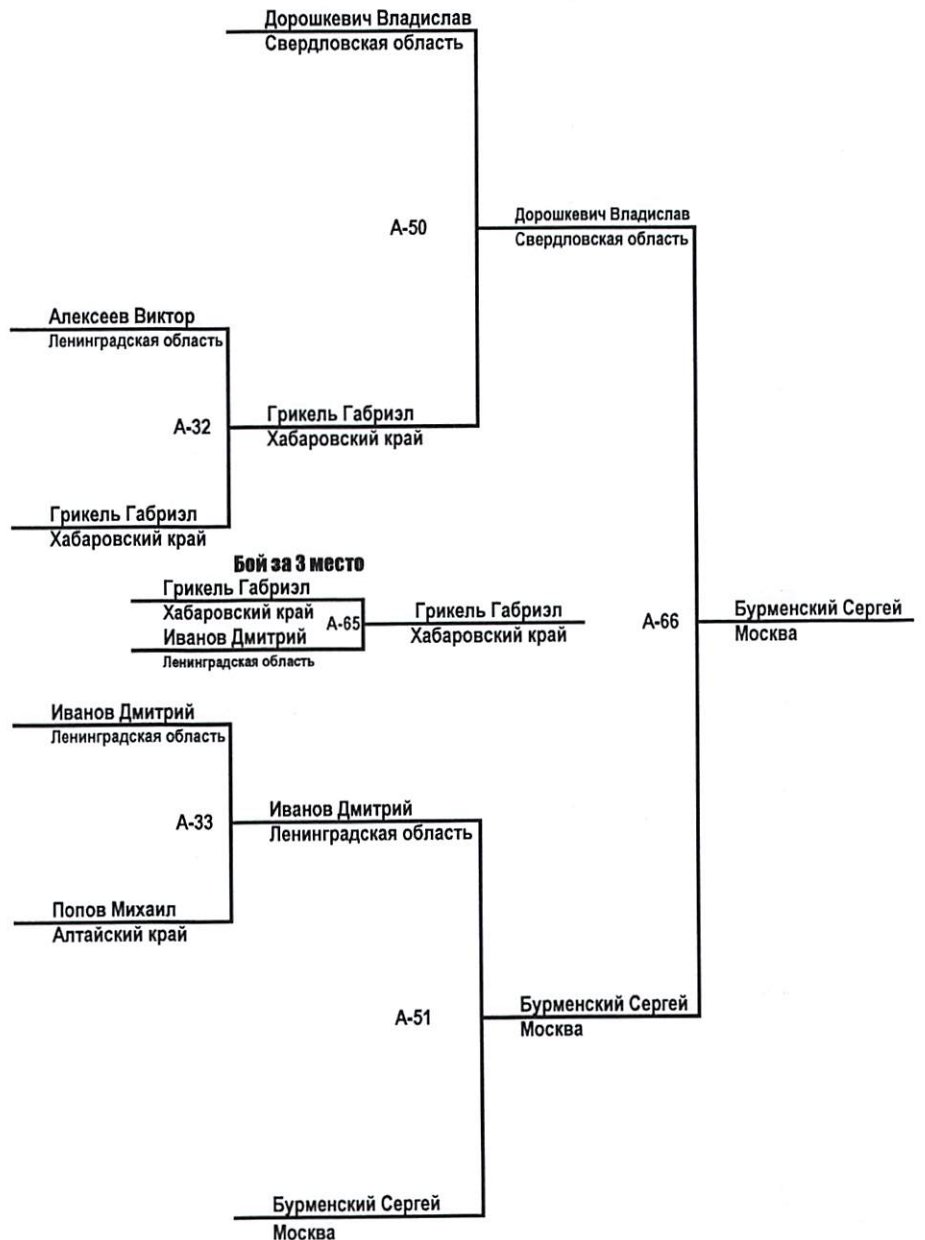 Дорошкевич Владислав
Свердловская область
А-50
Дорошкевич Владислав
Свердловская область
Алексеев Виктор
Ленинградская область
А-32
Грикель Габриэл
Хабаровский край
Грикель Габриэл
Хабаровский край
Бой за 3 место
Грикель Габриэл
Хабаровский край
А-65
Иванов Дмитрий
Ленинградская область
Грикель Габриэл
Хабаровский край
А-66
Бурменский Сергей
Москва
Иванов Дмитрий
Ленинградская область
А-33
Иванов Дмитрий
Ленинградская область
Попов Михаил
Алтайский край
А-51
Бурменский Сергей
Москва
Бурменский Сергей
Москва